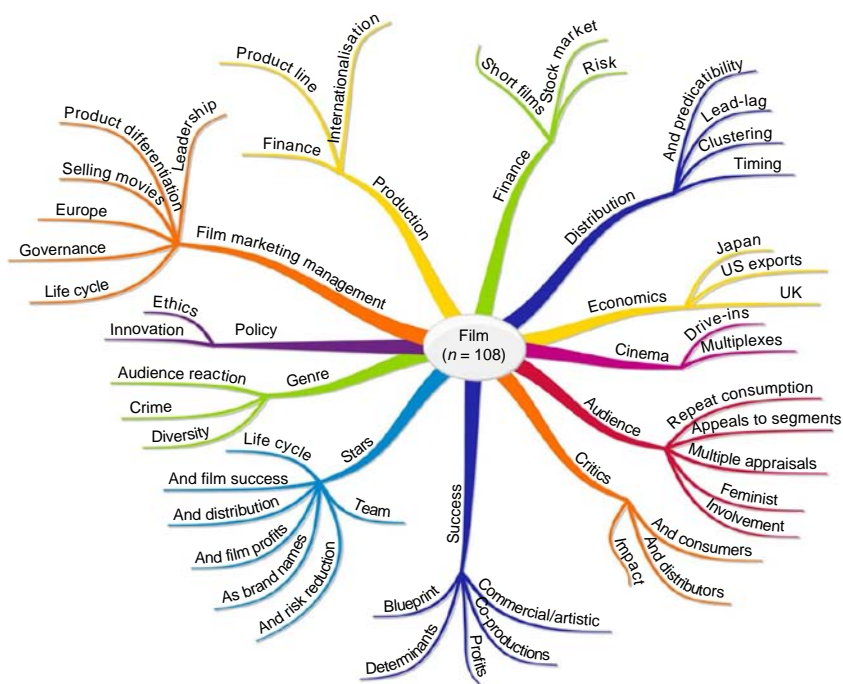 Film
(n = 108)
Production
Product line
Internationalisation
Finance
Finance
Short films
Stock market
Risk
Distribution
And predicatibility
Lead-lag
Clustering
Timing
Economics
Japan
US exports
UK
Cinema
Drive-ins
Multiplexes
Audience
Repeat consumption
Appeals to segments
Multiple appraisals
Feminist
Involvement
Critics
And consumers
And distributors
Impact
Success
Commercial/artistic
Co-productions
Profits
Determinants
Blueprint
Stars
Life cycle
And film success
And distribution
And film profits
As brand names
And risk reduction
Team
Genre
Audience reaction
Crime
Diversity
Policy
Ethics
Innovation
Film marketing management
Leadership
Product differentiation
Selling movies
Europe
Governance
Life cycle